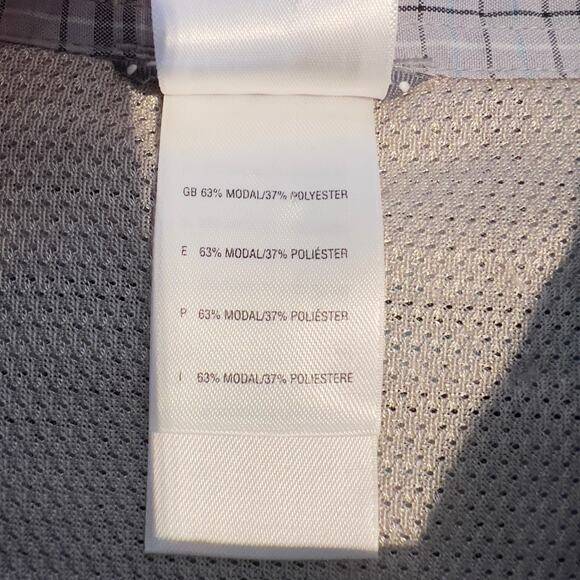 GB 63% MODAL/37% POLYESTER
E 63% MODAL/37% POLIÉSTER
P 63% MODAL/37% POLIÉSTER
I 63% MODAL/37% POLIESTERE